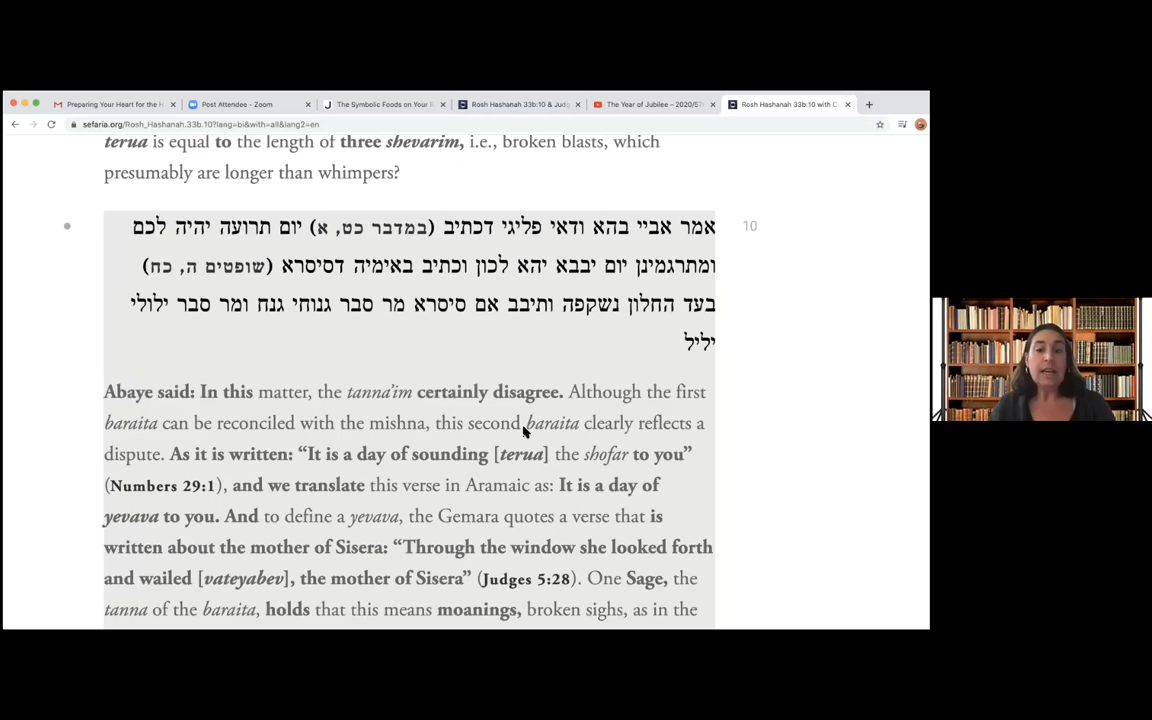 Preparing Your Heart for the H
Post Attendee - Zoom
The Symbolic Foods on Your R
Rosh Hashanah 33b:10 & Judg
The Year of Jubilee – 2020/57
Rosh Hashanah 33b:10 with C
sefaria.org/Rosh_Hashanah.33b.10?lang=bi&with=all&lang2=en
terua is equal to the length of three shevarim, i.e., broken blasts, which
presumably are longer than whimpers?
10
אמר אביי בהא ודאי פליגי דכתיב (במדבר כט, א) יום תרועה יהיה לכם
ומתרגמינן יום יבבא יהא לכון וכתיב באימיה דסיסרא (שופטים ה, כח)
בעד החלון נשקפה ותיבב אם סיסרא מר סבר גנוחי גנח ומר סבר ילולי
יליל
Abaye said: In this matter, the tanna'im certainly disagree. Although the first
baraita can be reconciled with the mishna, this second baraita clearly reflects a
dispute. As it is written: “It is a day of sounding [terua] the shofar to you”
(Numbers 29:1), and we translate this verse in Aramaic as: It is a day of
yevava to you. And to define a yevava, the Gemara quotes a verse that is
written about the mother of Sisera: “Through the window she looked forth
and wailed [vateyabev], the mother of Sisera” (Judges 5:28). One Sage, the
tanna of the baraita, holds that this means moanings, broken sighs, as in the